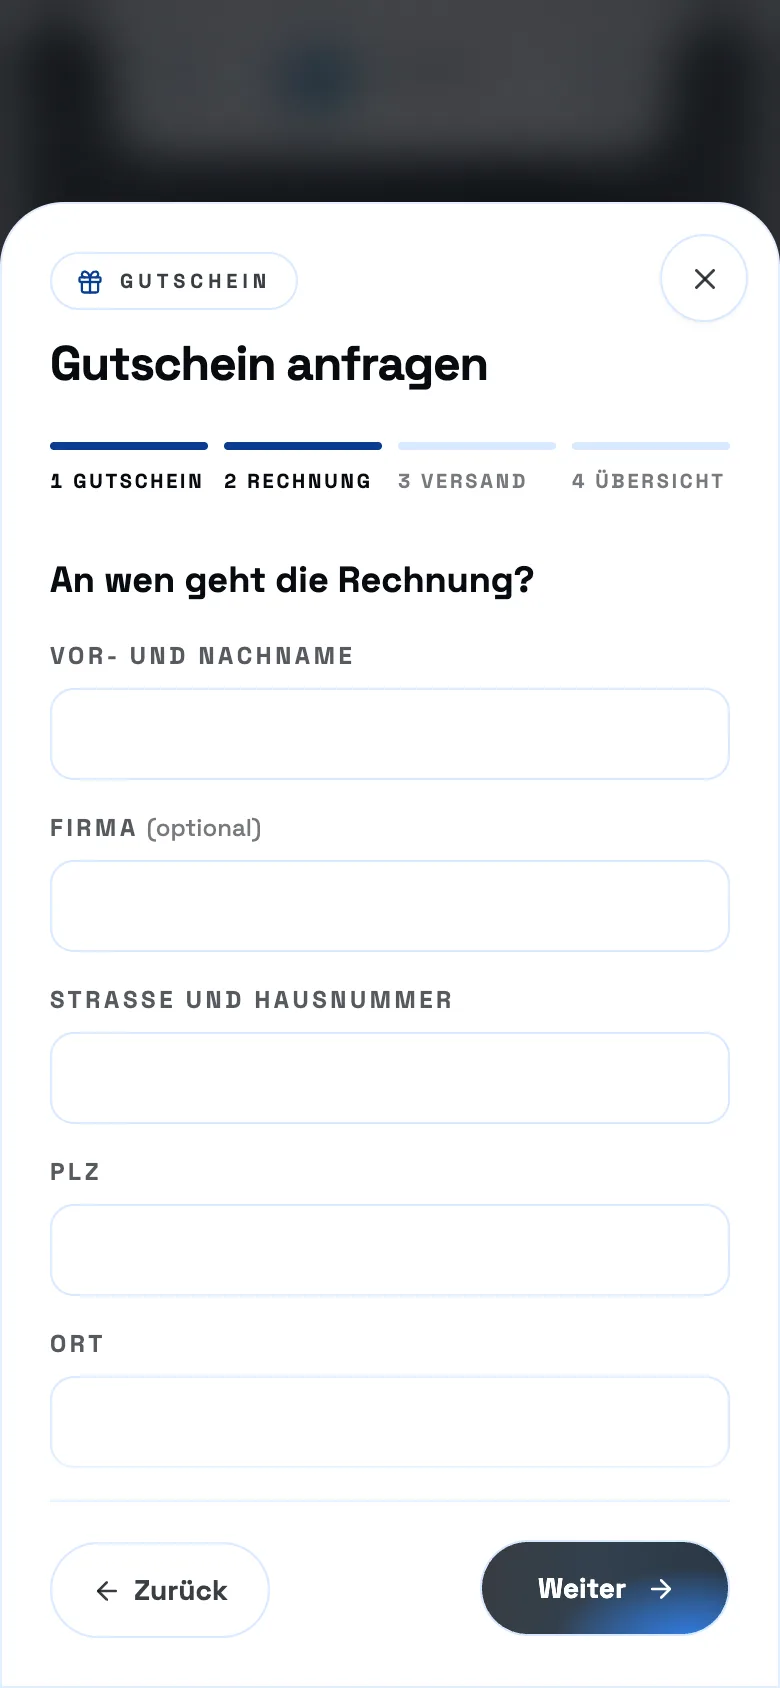 GUTSCHEIN
Gutschein anfragen
1 GUTSCHEIN 2 RECHNUNG 3 VERSAND 4 ÜBERSICHT
An wen geht die Rechnung?
VOR- UND NACHNAME
FIRMA (optional)
STRASSE UND HAUSNUMMER
PLZ
ORT
← Zurück Weiter →